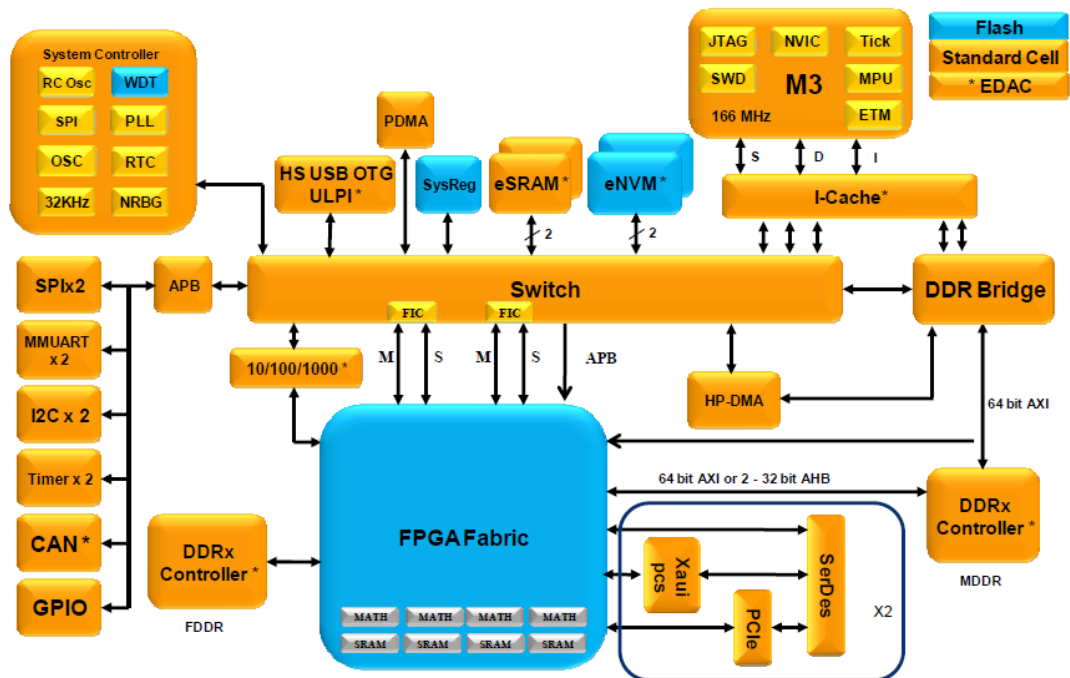 System Controller
RC Osc
WDT
SPI
PLL
OSC
RTC
32KHz
NRBG
PDMA
HS USB OTG
ULPI *
SysReg
eSRAM *
eNVM *
2
2
JTAG
NVIC
Tick
SWD
M3
MPU
166 MHz
ETM
S
D
I
I-Cache*
Flash
Standard Cell
* EDAC
SPIx2
APB
Switch
DDR Bridge
FIC
FIC
MMUART
x 2
10/100/1000 *
M
S
M
S
APB
HP-DMA
64 bit AXI
I2C x 2
Timer x 2
CAN *
GPIO
DDRx
Controller *
FDDR
FPGA Fabric
MATH
MATH
MATH
MATH
SRAM
SRAM
SRAM
SRAM
64 bit AXI or 2 - 32 bit AHB
DDRx
Controller *
MDDR
Xaui
pcs
PCIe
SerDes
X2